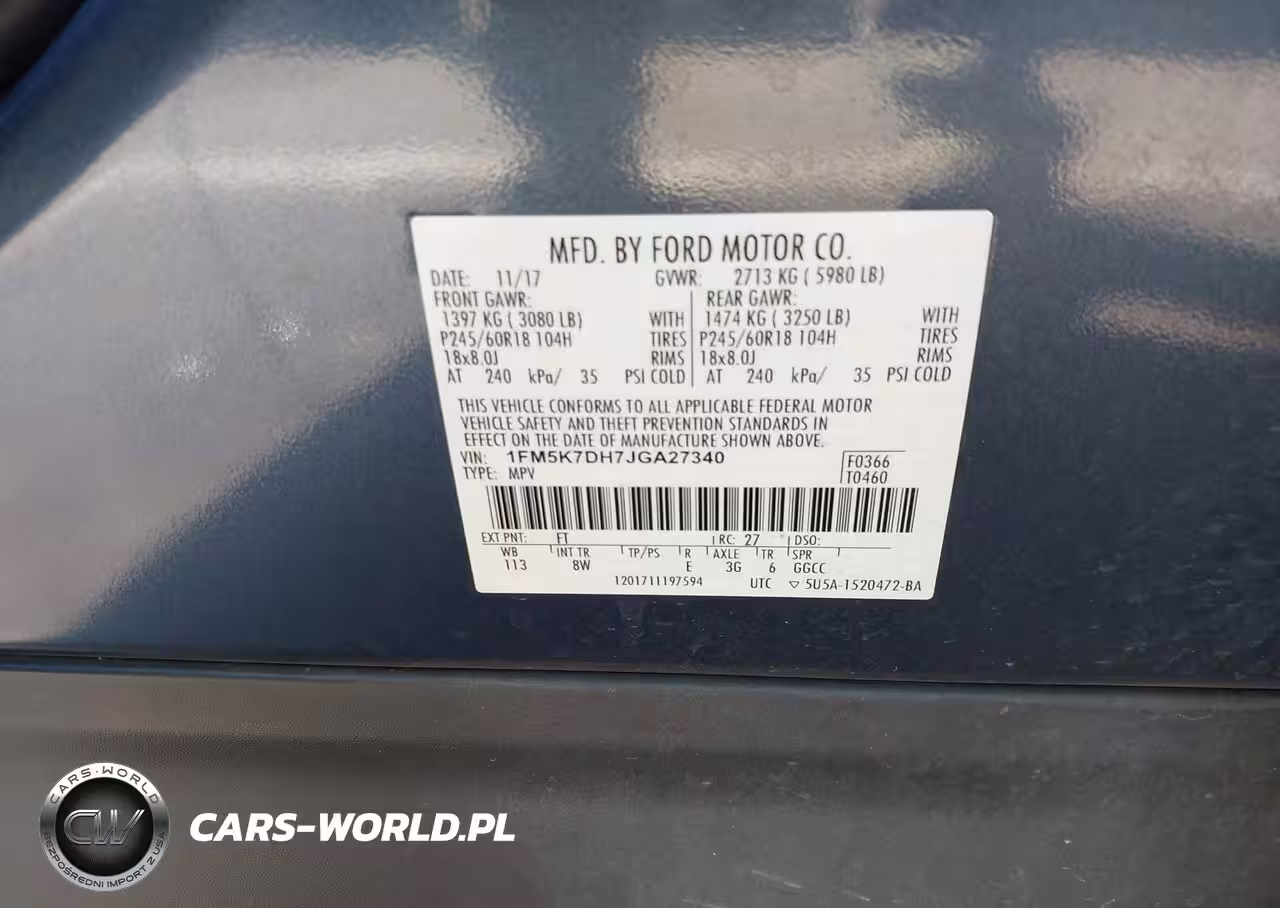 MFD. BY FORD MOTOR CO.
DATE: 11/17 GVWR: 2713 KG ( 5980 LB)
FRONT GAWR: REAR GAWR:
1397 KG ( 3080 LB) WITH 1474 KG ( 3250 LB) WITH
P245/60R18 104H TIRES P245/60R18 104H TIRES
18x8.0J RIMS 18x8.0J RIMS
AT 240 kPa/ 35 PSI COLD AT 240 kPa/ 35 PSI COLD
THIS VEHICLE CONFORMS TO ALL APPLICABLE FEDERAL MOTOR
VEHICLE SAFETY AND THEFT PREVENTION STANDARDS IN
EFFECT ON THE DATE OF MANUFACTURE SHOWN ABOVE.
VIN: 1FM5K7DH7JGA27340 F0366
TYPE: MPV T0460
EXT PNT: FT RC: 27 DSO:
WB INT TR TP/PS R AXLE TR SPR
113 8W E 3G 6 GGCC
1201711197594 UTC ▽ 5U5A-1520472-BA
CARS-WORLD
CW
BEZPOŚREDNI IMPORT Z USA
CARS-WORLD.PL